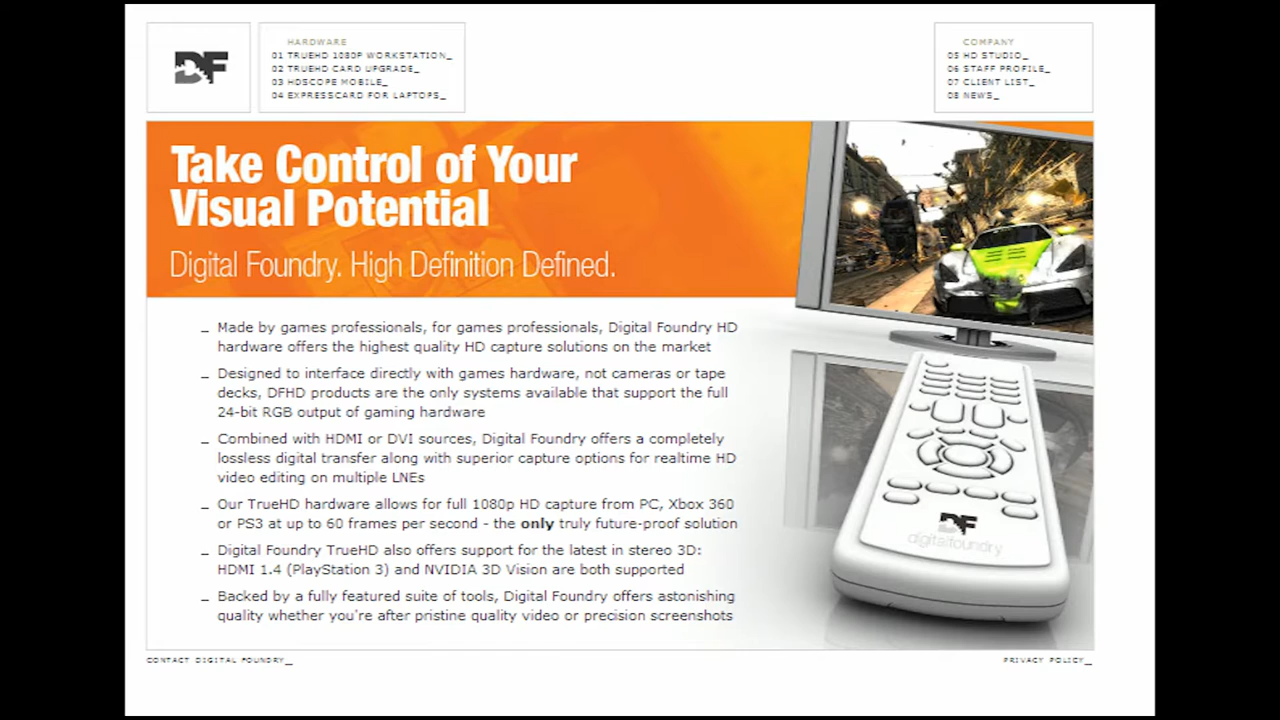 DF
HARDWARE
01 TRUEHD 1080P WORKSTATION_
02 TRUEHD CARD UPGRADE_
03 HDSCOPE MOBILE_
04 EXPRESSCARD FOR LAPTOPS_
COMPANY
05 HD STUDIO_
06 STAFF PROFILE_
07 CLIENT LIST_
08 NEWS_
Take Control of Your
Visual Potential
Digital Foundry. High Definition Defined.
_ Made by games professionals, for games professionals, Digital Foundry HD
hardware offers the highest quality HD capture solutions on the market
_ Designed to interface directly with games hardware, not cameras or tape
decks, DFHD products are the only systems available that support the full
24-bit RGB output of gaming hardware
_ Combined with HDMI or DVI sources, Digital Foundry offers a completely
lossless digital transfer along with superior capture options for realtime HD
video editing on multiple LNEs
_ Our TrueHD hardware allows for full 1080p HD capture from PC, Xbox 360
or PS3 at up to 60 frames per second - the only truly future-proof solution
_ Digital Foundry TrueHD also offers support for the latest in stereo 3D:
HDMI 1.4 (PlayStation 3) and NVIDIA 3D Vision are both supported
_ Backed by a fully featured suite of tools, Digital Foundry offers astonishing
quality whether you're after pristine quality video or precision screenshots
DF
digitalfoundry
CONTACT DIGITAL FOUNDRY_
PRIVACY POLICY_